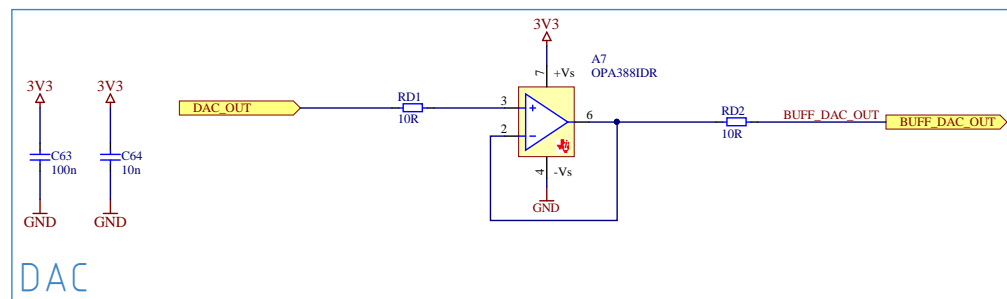 3V3
A7
OPA388IDR
7
+Vs
3V3
3V3
DAC_OUT
RD1
10R
3
+
2
-
6
RD2
10R
BUFF_DAC_OUT
BUFF_DAC_OUT
C63
100n
C64
10n
4
-Vs
GND
GND
GND
DAC